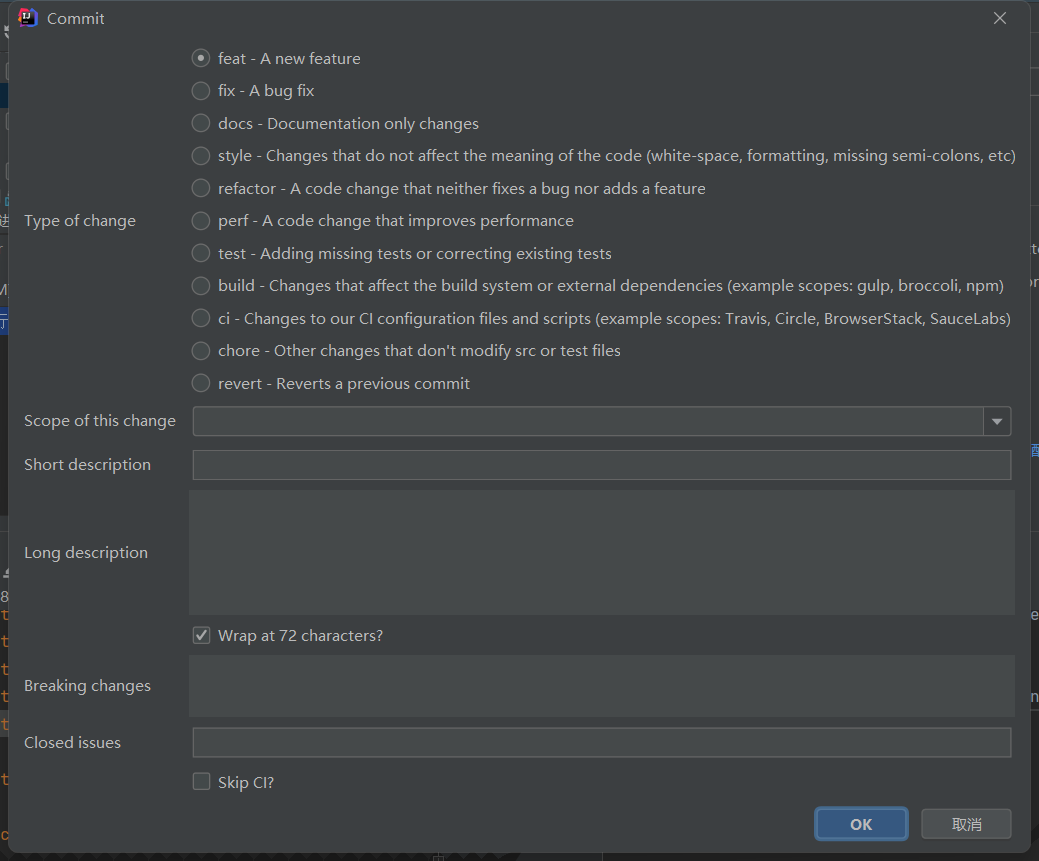 Commit
feat - A new feature
fix - A bug fix
docs - Documentation only changes
style - Changes that do not affect the meaning of the code (white-space, formatting, missing semi-colons, etc)
refactor - A code change that neither fixes a bug nor adds a feature
Type of change
perf - A code change that improves performance
test - Adding missing tests or correcting existing tests
build - Changes that affect the build system or external dependencies (example scopes: gulp, broccoli, npm)
ci - Changes to our CI configuration files and scripts (example scopes: Travis, Circle, BrowserStack, SauceLabs)
chore - Other changes that don't modify src or test files
revert - Reverts a previous commit
Scope of this change
Short description
Long description
Wrap at 72 characters?
Breaking changes
Closed issues
Skip CI?
OK
取消